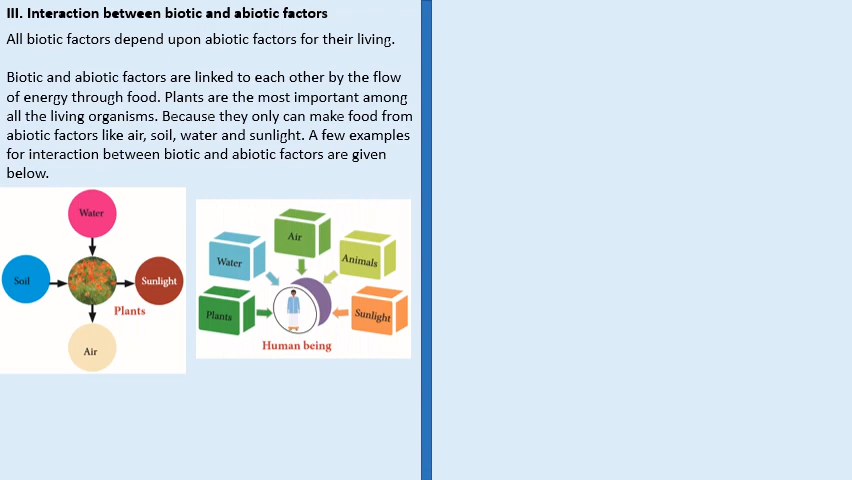 III. Interaction between biotic and abiotic factors
All biotic factors depend upon abiotic factors for their living.
Biotic and abiotic factors are linked to each other by the flow
of energy through food. Plants are the most important among
all the living organisms. Because they only can make food from
abiotic factors like air, soil, water and sunlight. A few examples
for interaction between biotic and abiotic factors are given
below.
Water
Soil
Sunlight
Plants
Air
Air
Water
Animals
Plants
Sunlight
Human being